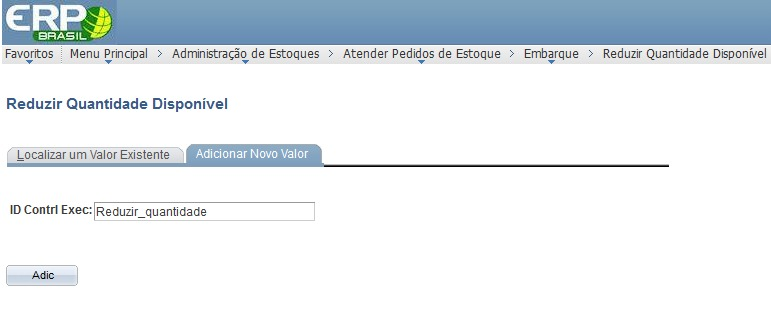 ERP
BRASIL
Favoritos Menu Principal > Administração de Estoques > Atender Pedidos de Estoque > Embarque > Reduzir Quantidade Disponível
Reduzir Quantidade Disponível
Localizar um Valor Existente Adicionar Novo Valor
ID Contrl Exec: Reduzir_quantidade
Adic